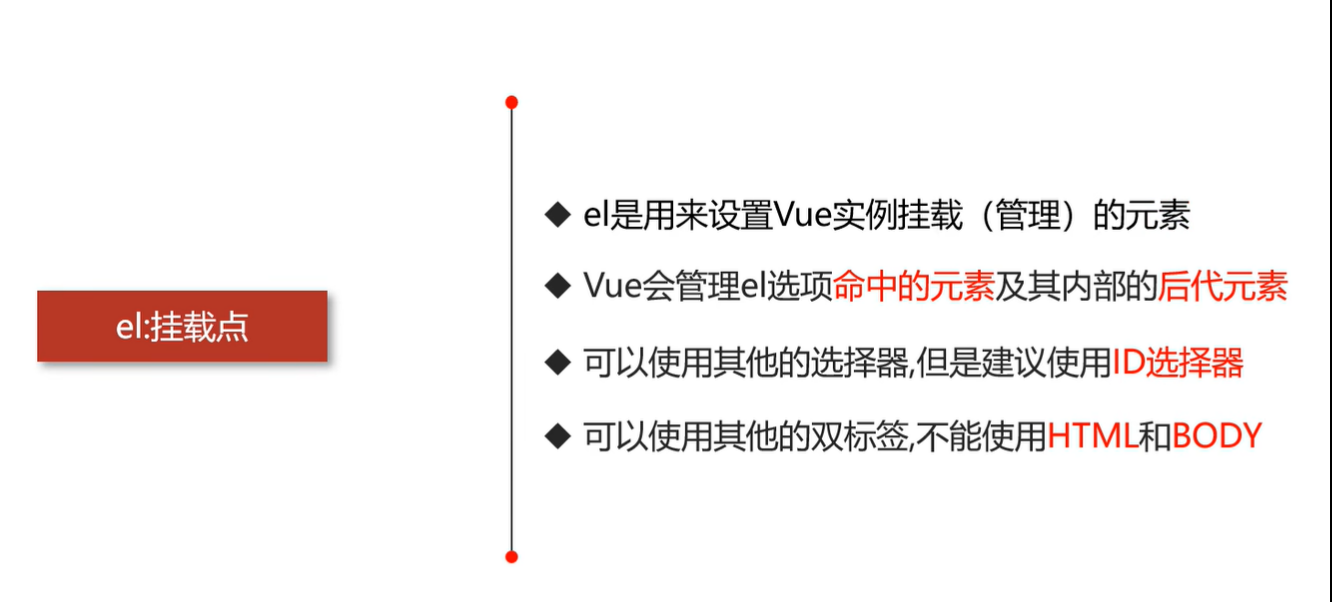 el:挂载点
◆ el是用来设置Vue实例挂载（管理）的元素
◆ Vue会管理el选项命中的元素及其内部的后代元素
◆ 可以使用其他的选择器,但是建议使用ID选择器
◆ 可以使用其他的双标签,不能使用HTML和BODY